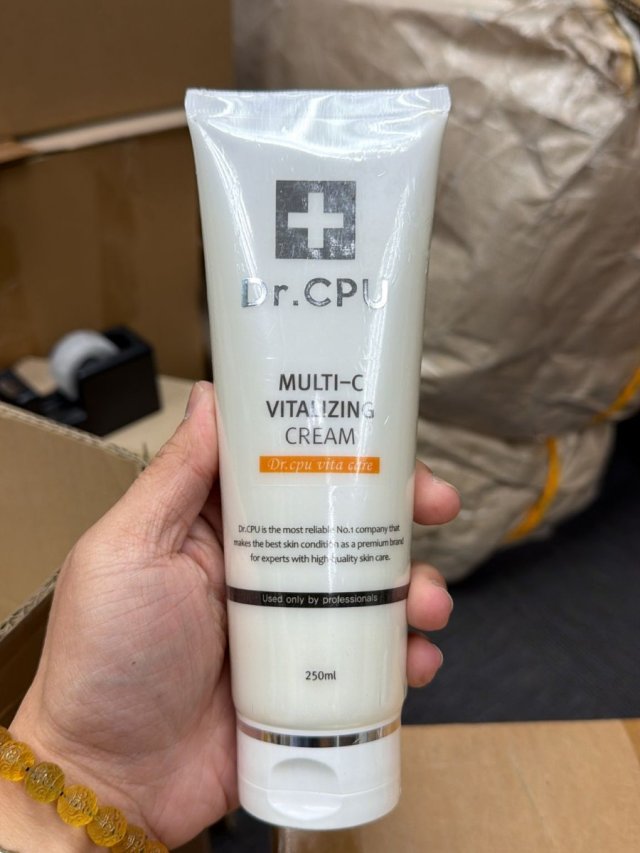 Dr.CPU
MULTI-C
VITALIZING
CREAM
Dr.cpu vita care
Dr.CPU is the most reliable No.1 company that
makes the best skin condition as a premium brand
for experts with high-quality skin care.
Used only by professionals
250ml